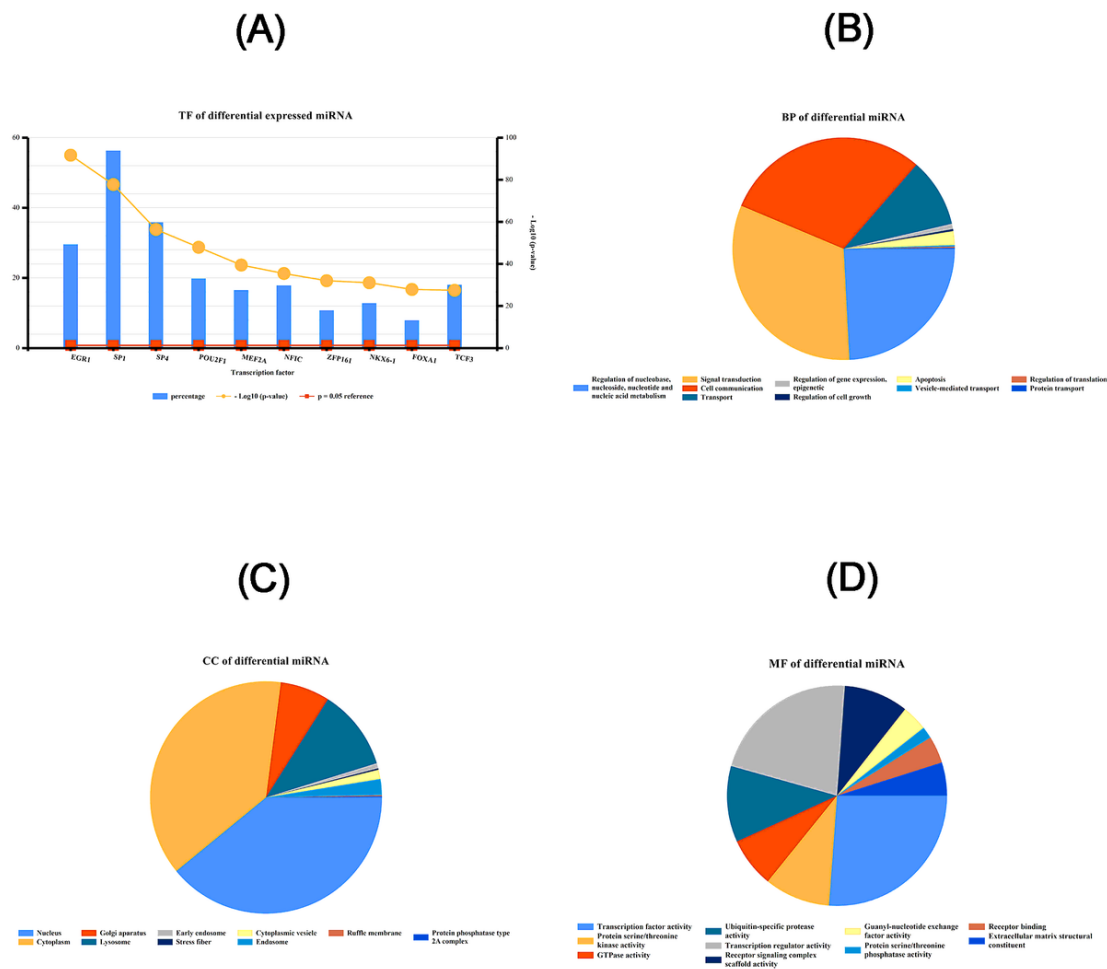 (A)
TF of differential expressed miRNA
60
40
20
0
100
80
60
40
20
0
- Log10 (p-value)
EGR1 SP1 SP4 POU2F1 MEF2A NFIC ZFP161 NKX6-1 FOXA1 TCF3
Transcription factor
percentage - Log10 (p-value) p = 0.05 reference
(B)
BP of differential miRNA
Regulation of nucleobase,
nucleoside, nucleotide and
nucleic acid metabolism
Signal transduction
Cell communication
Transport
Regulation of gene expression,
epigenetic
Regulation of cell growth
Apoptosis
Vesicle-mediated transport
Regulation of translation
Protein transport
(C)
CC of differential miRNA
Nucleus
Cytoplasm
Golgi aparatus
Lysosome
Early endosome
Stress fiber
Cytoplasmic vesicle
Endosome
Ruffle membrane
Protein phosphatase type
2A complex
(D)
MF of differential miRNA
Transcription factor activity
Protein serine/threonine
kinase activity
GTPase activity
Ubiquitin-specific protease
activity
Transcription regulator activity
Receptor signaling complex
scaffold activity
Guanyl-nucleotide exchange
factor activity
Protein serine/threonine
phosphatase activity
Receptor binding
Extracellular matrix structural
constituent